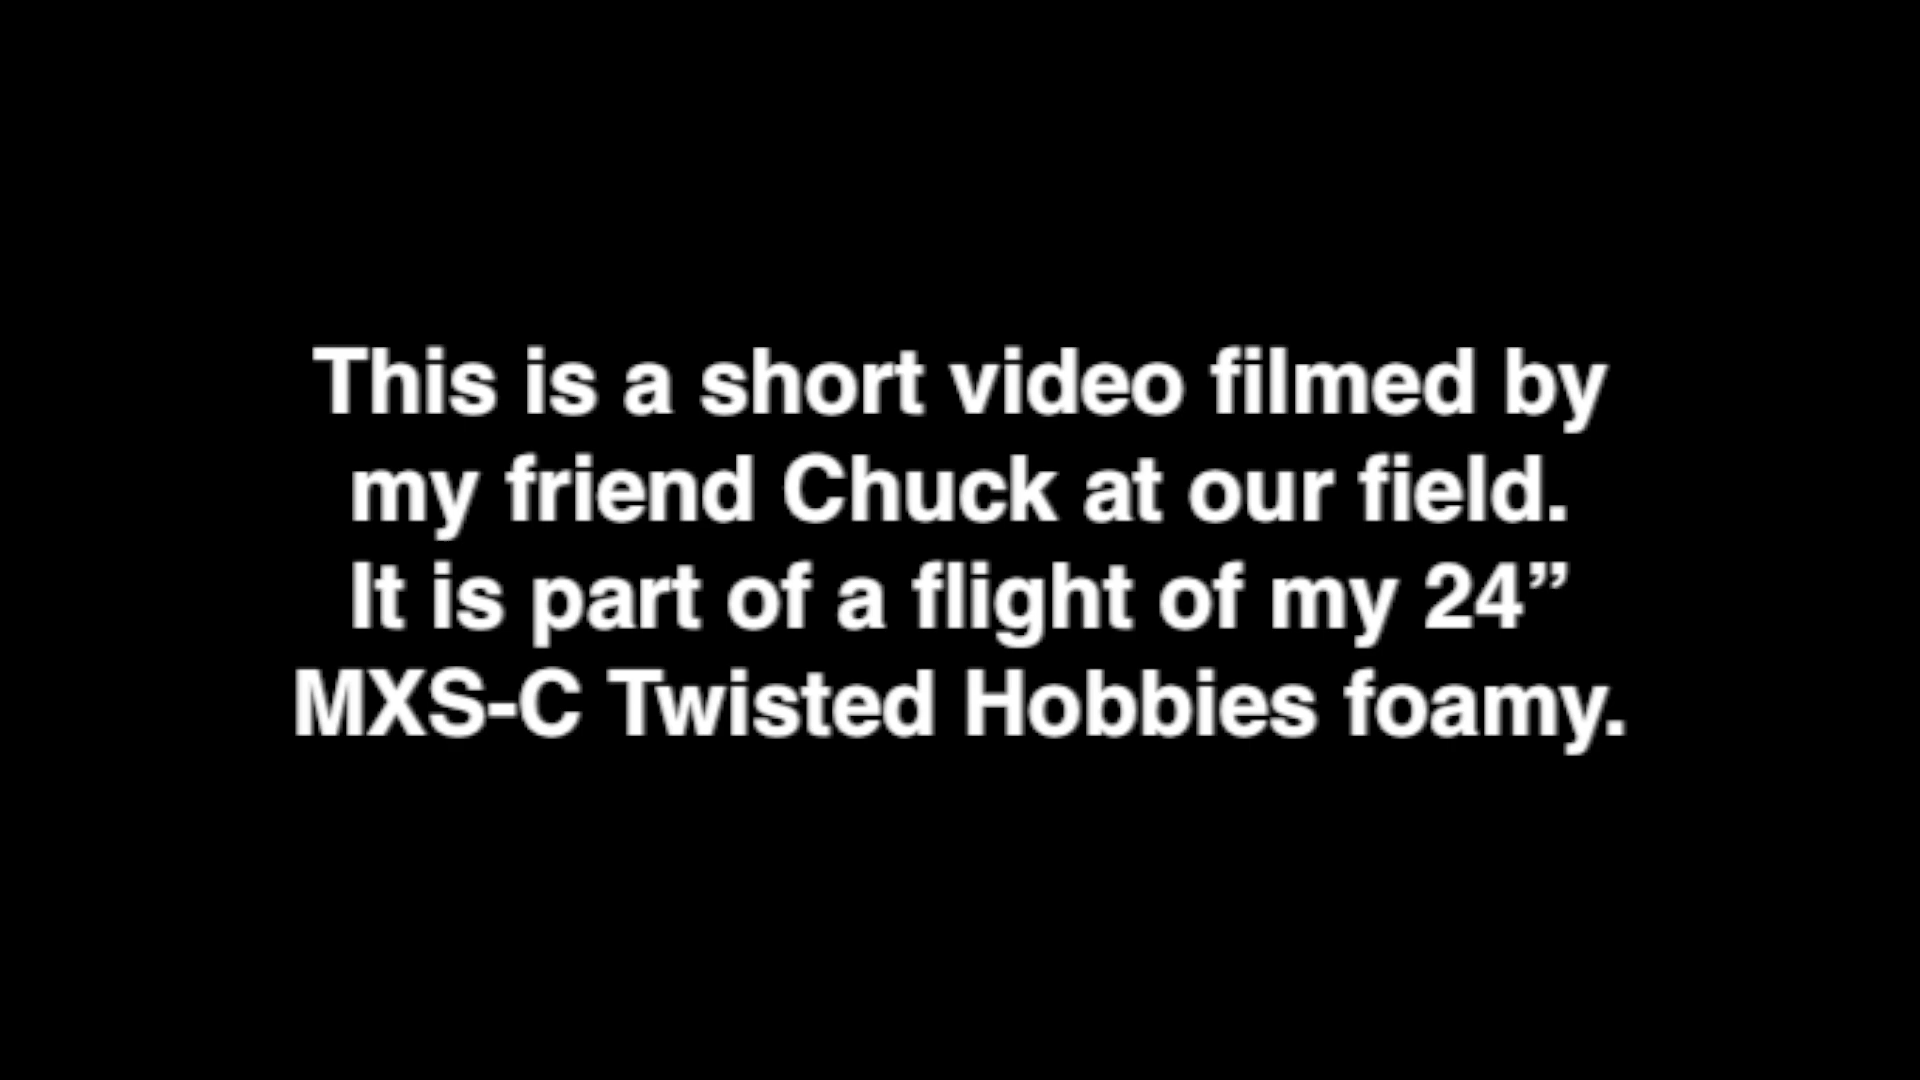 This is a short video filmed by
my friend Chuck at our field.
It is part of a flight of my 24”
MXS-C Twisted Hobbies foamy.